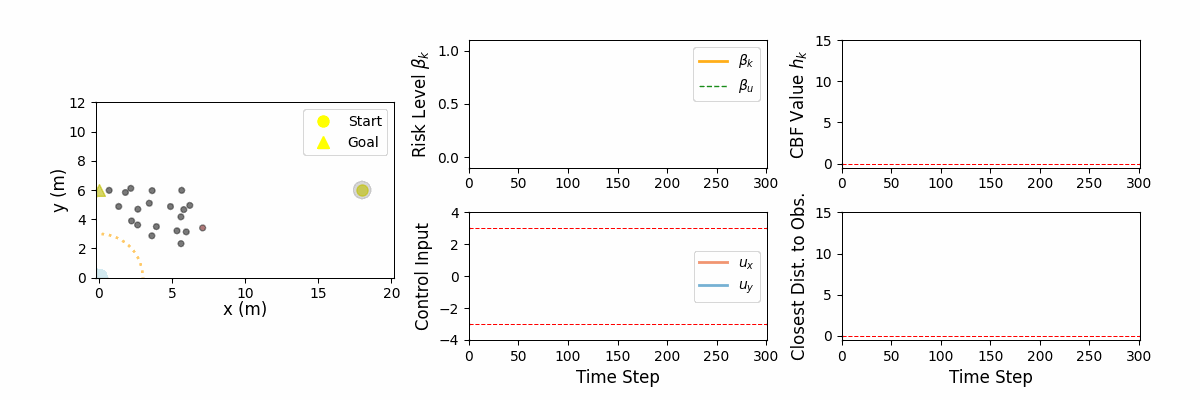 12
10
8
6
4
2
0
y (m)
0 5 10 15 20
x (m)
Start
Goal
Risk Level βk
1.0
0.5
0.0
0 50 100 150 200 250 300
βk
βu
CBF Value hk
15
10
5
0
0 50 100 150 200 250 300
Control Input
4
2
0
−2
−4
0 50 100 150 200 250 300
Time Step
ux
uy
Closest Dist. to Obs.
15
10
5
0
0 50 100 150 200 250 300
Time Step